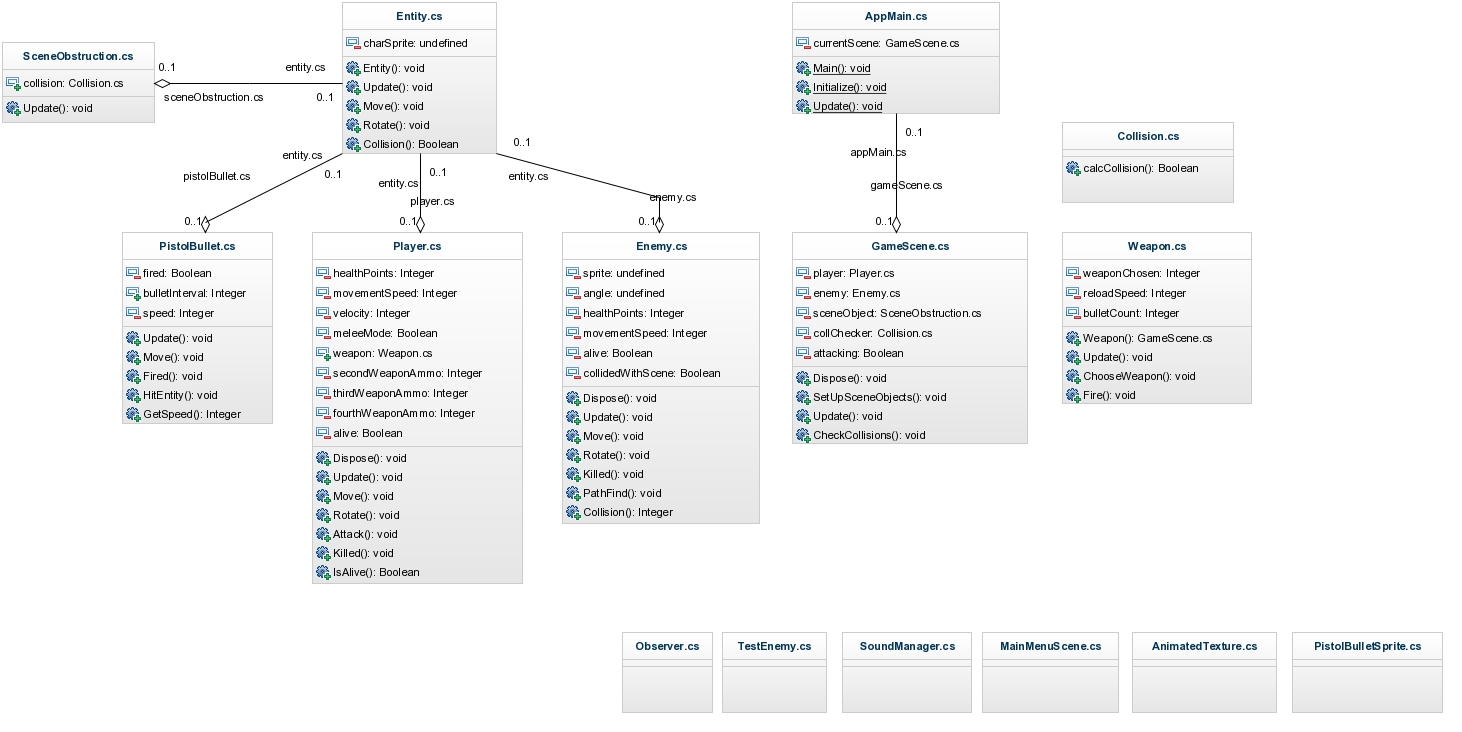 Entity.cs
charSprite: undefined
Entity(): void
Update(): void
Move(): void
Rotate(): void
Collision(): Boolean
AppMain.cs
currentScene: GameScene.cs
Main(): void
Initialize(): void
Update(): void
SceneObstruction.cs
collision: Collision.cs
Update(): void
0..1
entity.cs
sceneObstruction.cs
0..1
entity.cs
0..1
pistolBullet.cs
0..1
0..1
entity.cs
player.cs
0..1
0..1
entity.cs
enemy.cs
0..1
0..1
appMain.cs
gameScene.cs
0..1
Collision.cs
calcCollision(): Boolean
PistolBullet.cs
fired: Boolean
bulletInterval: Integer
speed: Integer
Update(): void
Move(): void
Fired(): void
HitEntity(): void
GetSpeed(): Integer
Player.cs
healthPoints: Integer
movementSpeed: Integer
velocity: Integer
meleeMode: Boolean
weapon: Weapon.cs
secondWeaponAmmo: Integer
thirdWeaponAmmo: Integer
fourthWeaponAmmo: Integer
alive: Boolean
Dispose(): void
Update(): void
Move(): void
Rotate(): void
Attack(): void
Killed(): void
IsAlive(): Boolean
Enemy.cs
sprite: undefined
angle: undefined
healthPoints: Integer
movementSpeed: Integer
alive: Boolean
collidedWithScene: Boolean
Dispose(): void
Update(): void
Move(): void
Rotate(): void
Killed(): void
PathFind(): void
Collision(): Integer
GameScene.cs
player: Player.cs
enemy: Enemy.cs
sceneObject: SceneObstruction.cs
collChecker: Collision.cs
attacking: Boolean
Dispose(): void
SetUpSceneObjects(): void
Update(): void
CheckCollisions(): void
Weapon.cs
weaponChosen: Integer
reloadSpeed: Integer
bulletCount: Integer
Weapon(): GameScene.cs
Update(): void
ChooseWeapon(): void
Fire(): void
Observer.cs
TestEnemy.cs
SoundManager.cs
MainMenuScene.cs
AnimatedTexture.cs
PistolBulletSprite.cs